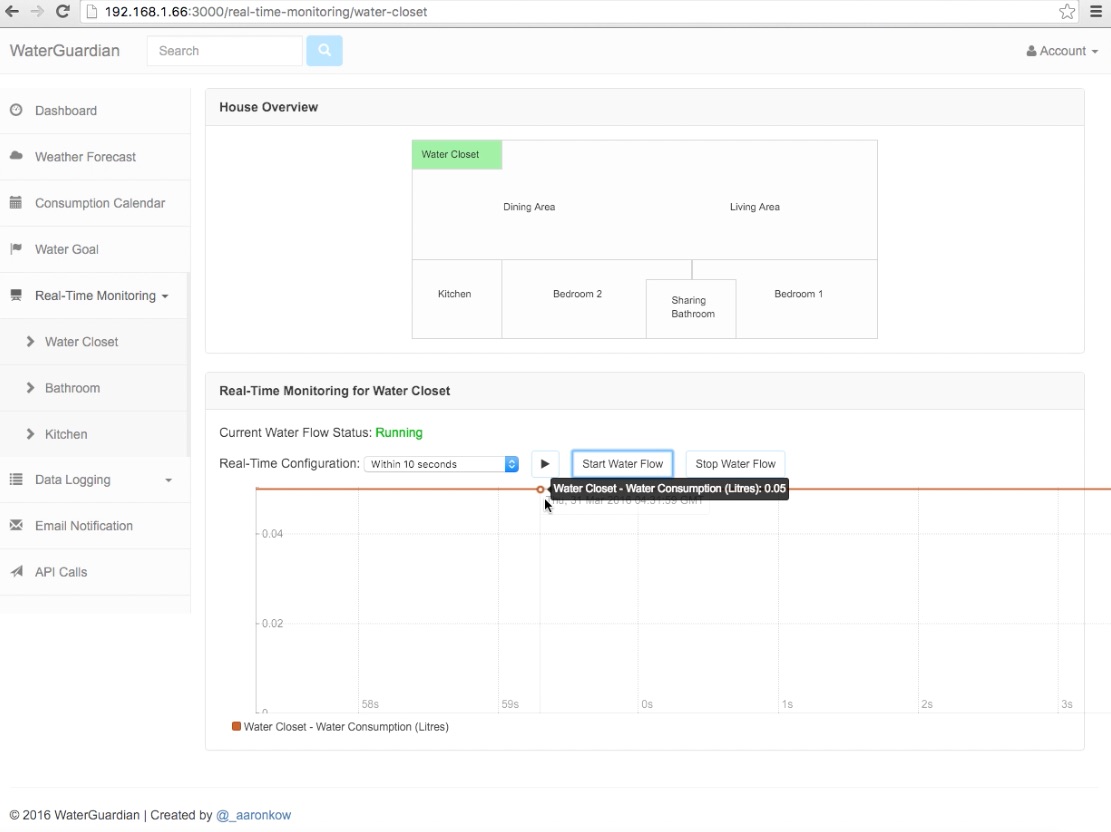 192.168.1.66:3000/real-time-monitoring/water-closet
WaterGuardian
Search
Account
Dashboard
Weather Forecast
Consumption Calendar
Water Goal
Real-Time Monitoring
Water Closet
Bathroom
Kitchen
Data Logging
Email Notification
API Calls
House Overview
Water Closet
Dining Area
Living Area
Kitchen
Bedroom 2
Sharing
Bathroom
Bedroom 1
Real-Time Monitoring for Water Closet
Current Water Flow Status: Running
Real-Time Configuration: Within 10 seconds
Start Water Flow
Stop Water Flow
Water Closet - Water Consumption (Litres): 0.05
31 Mar 2016 04:31:59 GMT
0.04
0.02
0
58s
59s
0s
1s
2s
3s
Water Closet - Water Consumption (Litres)
© 2016 WaterGuardian | Created by @_aaronkow